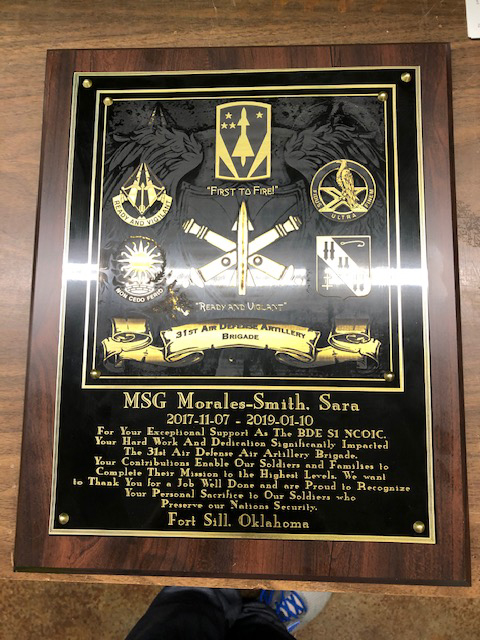 "FIRST TO FIRE!"
READY AND VIGILANT
ULTRA
NON CEDO FERIO
"READY AND VIGLANT"
31ST AIR DEFENSE ARTILLERY
BRIGADE
MSG Morales-Smith, Sara
2017-11-07 - 2019-01-10
For Your Exceptional Support As The BDE S1 NCOIC.
Your Hard Work And Dedication Significantly Impacted
The 31st Air Defense Air Artillery Brigade.
Your Contributions Enable Our Soldiers and Families to
Complete Their Mission to the Highest Levels. We want
to Thank You for a Job Well Done and are Proud to Recognize
Your Personal Sacrifice to Our Soldiers who
Preserve our Nations Security.
Fort Sill, Oklahoma